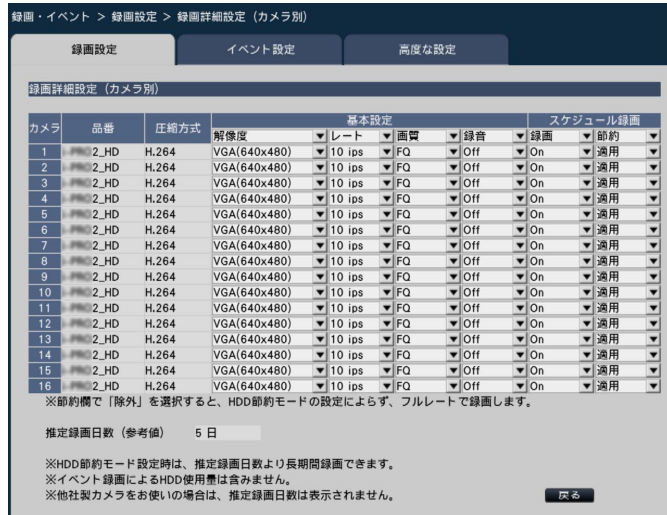 録画・イベント > 録画設定 > 録画詳細設定（カメラ別）
録画設定 イベント設定 高度な設定
録画詳細設定（カメラ別）
カメラ 品番 圧縮方式 基本設定 スケジュール録画
解像度 レート 画質 録音 録画 節約
1 2_HD H.264 VGA(640x480) 10 ips FQ Off On 適用
2 2_HD H.264 VGA(640x480) 10 ips FQ Off On 適用
3 2_HD H.264 VGA(640x480) 10 ips FQ Off On 適用
4 2_HD H.264 VGA(640x480) 10 ips FQ Off On 適用
5 2_HD H.264 VGA(640x480) 10 ips FQ Off On 適用
6 2_HD H.264 VGA(640x480) 10 ips FQ Off On 適用
7 2_HD H.264 VGA(640x480) 10 ips FQ Off On 適用
8 2_HD H.264 VGA(640x480) 10 ips FQ Off On 適用
9 2_HD H.264 VGA(640x480) 10 ips FQ Off On 適用
10 2_HD H.264 VGA(640x480) 10 ips FQ Off On 適用
11 2_HD H.264 VGA(640x480) 10 ips FQ Off On 適用
12 2_HD H.264 VGA(640x480) 10 ips FQ Off On 適用
13 2_HD H.264 VGA(640x480) 10 ips FQ Off On 適用
14 2_HD H.264 VGA(640x480) 10 ips FQ Off On 適用
15 2_HD H.264 VGA(640x480) 10 ips FQ Off On 適用
16 2_HD H.264 VGA(640x480) 10 ips FQ Off On 適用
※節約欄で「除外」を選択すると、HDD節約モードの設定によらず、フルレートで録画します。
推定録画日数（参考値） 5 日
※HDD節約モード設定時は、推定録画日数より長期間録画できます。
※イベント録画によるHDD使用量は含みません。
※他社製カメラをお使いの場合は、推定録画日数は表示されません。
戻る